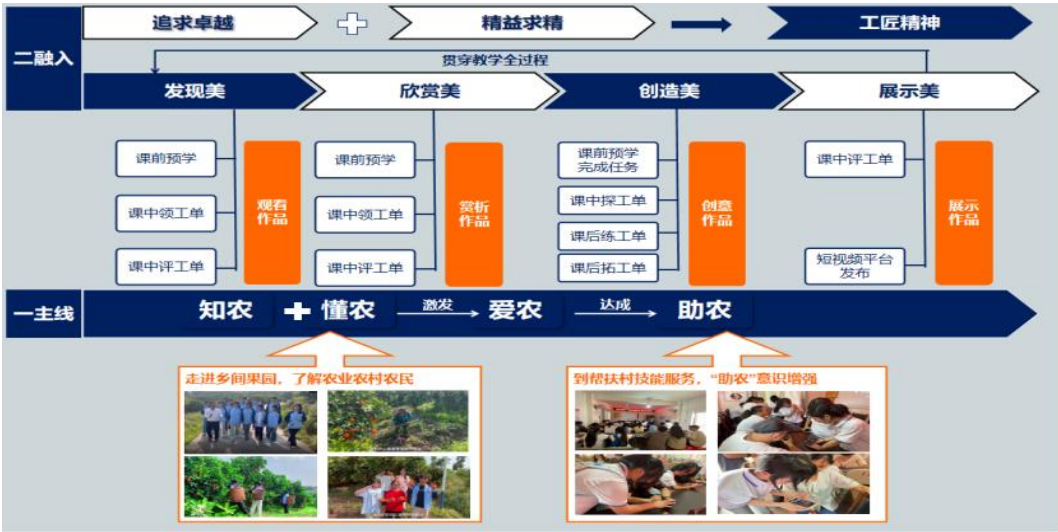 追求卓越
精益求精
工匠精神
二融入
贯穿教学全过程
发现美
欣赏美
创造美
展示美
课前预学
课中领工单
课中评工单
观看
作品
课前预学
课中领工单
课中评工单
赏析
作品
课前预学
完成任务
课中探工单
课后练工单
课后拓工单
创意
作品
课中评工单
短视频平台
发布
展示
作品
一主线
知农
懂农
激发
爱农
达成
助农
走进乡间果园，了解农业农村农民
到帮扶村技能服务，“助农”意识增强